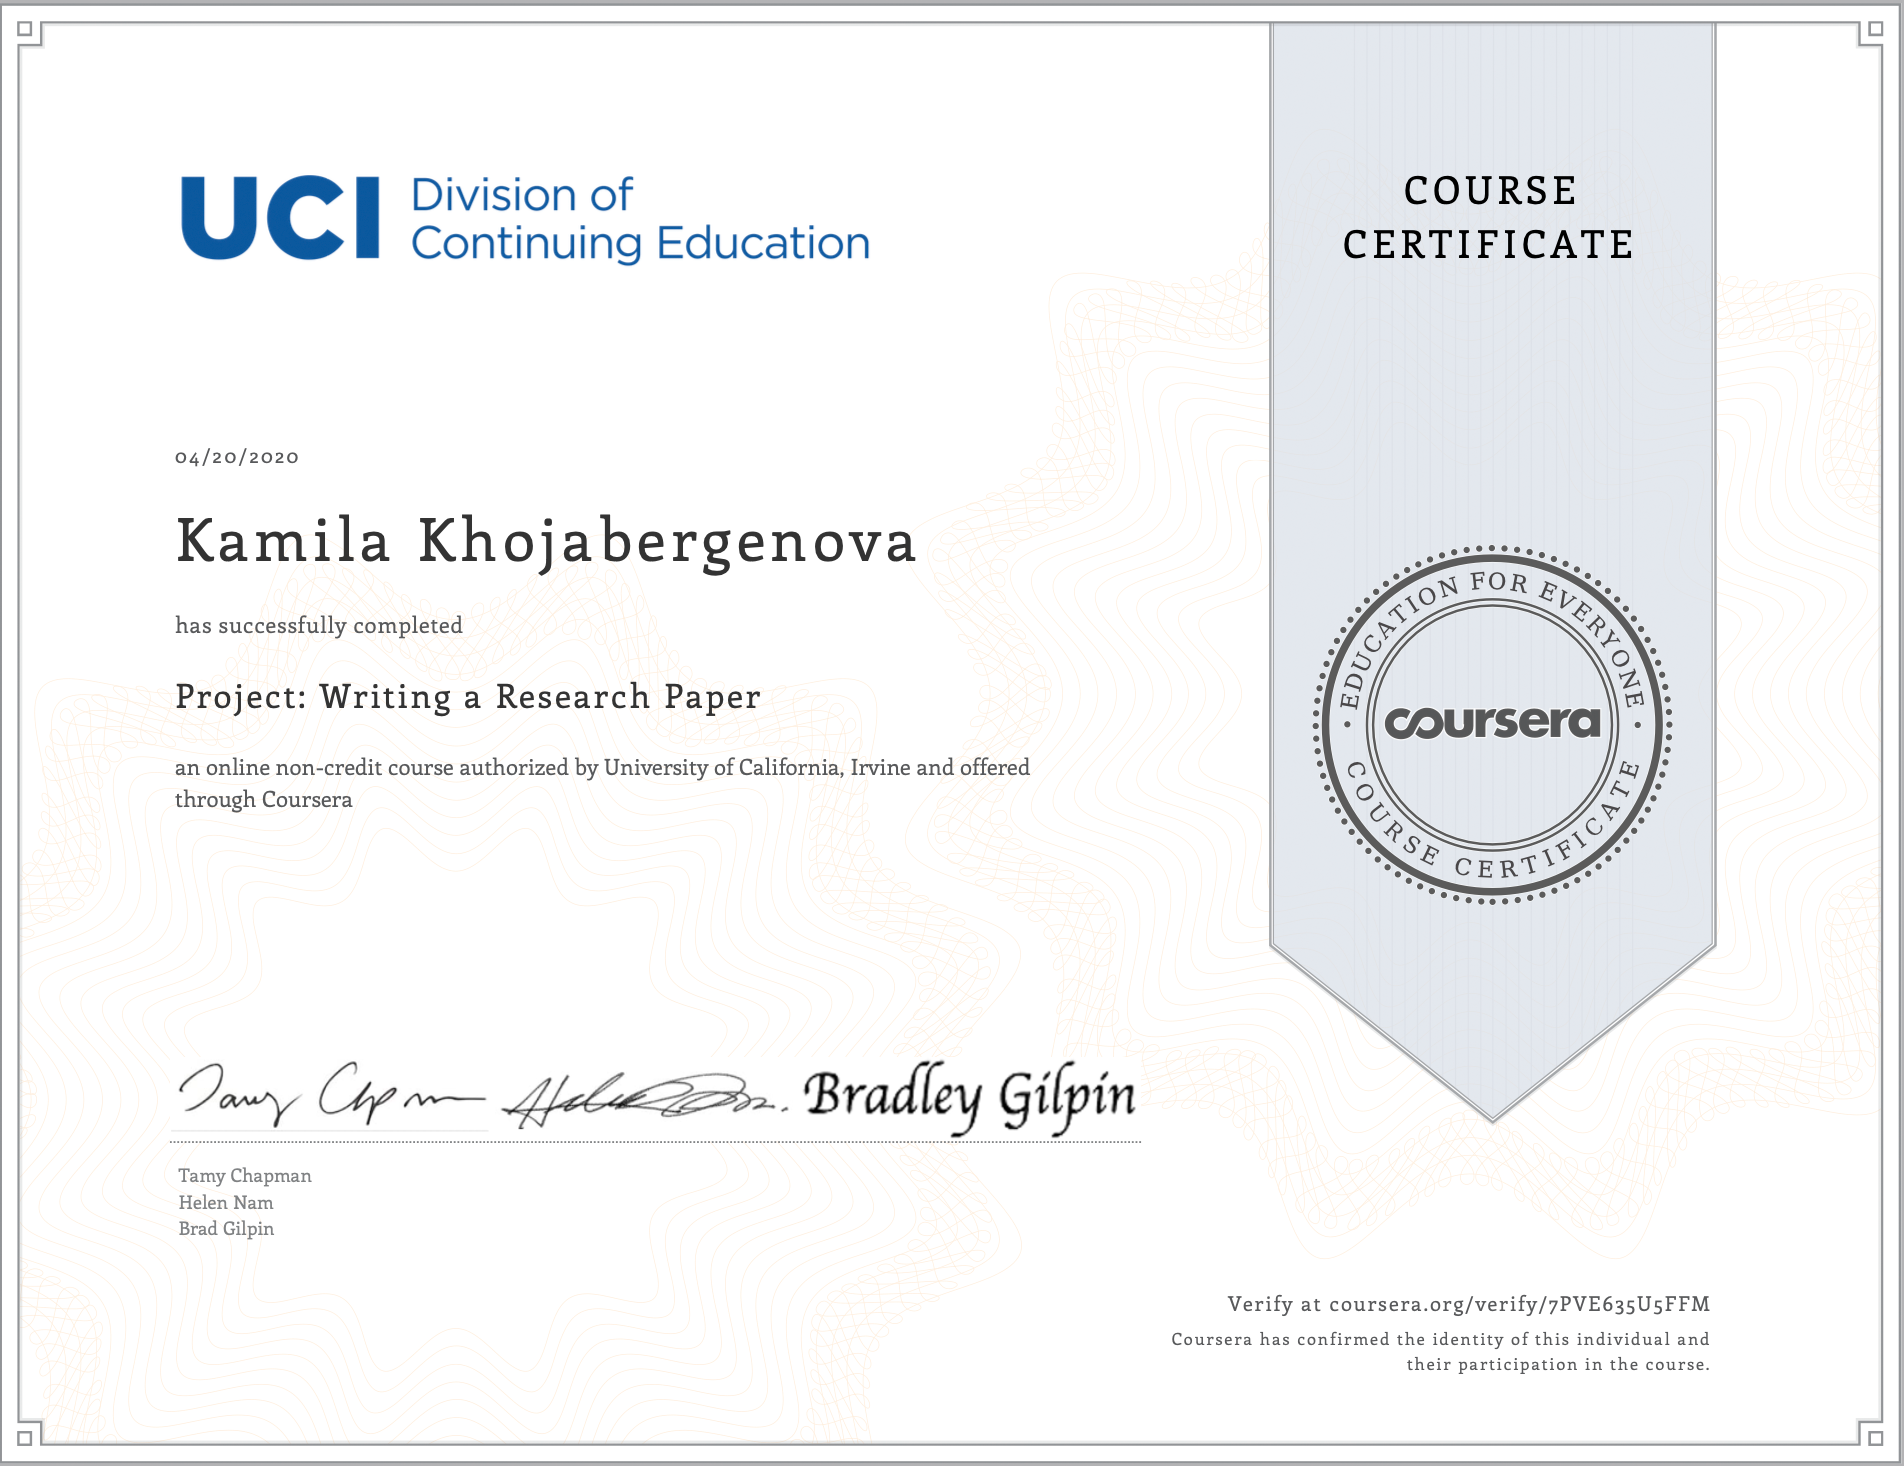 UCI Division of
Continuing Education
COURSE
CERTIFICATE
04/20/2020
Kamila Khojabergenova
has successfully completed
Project: Writing a Research Paper
an online non-credit course authorized by University of California, Irvine and offered
through Coursera
EDUCATION FOR EVERYONE
coursera
COURSE CERTIFICATE
Bradley Gilpin
Tamy Chapman
Helen Nam
Brad Gilpin
Verify at coursera.org/verify/7PVE635U5FFM
Coursera has confirmed the identity of this individual and
their participation in the course.